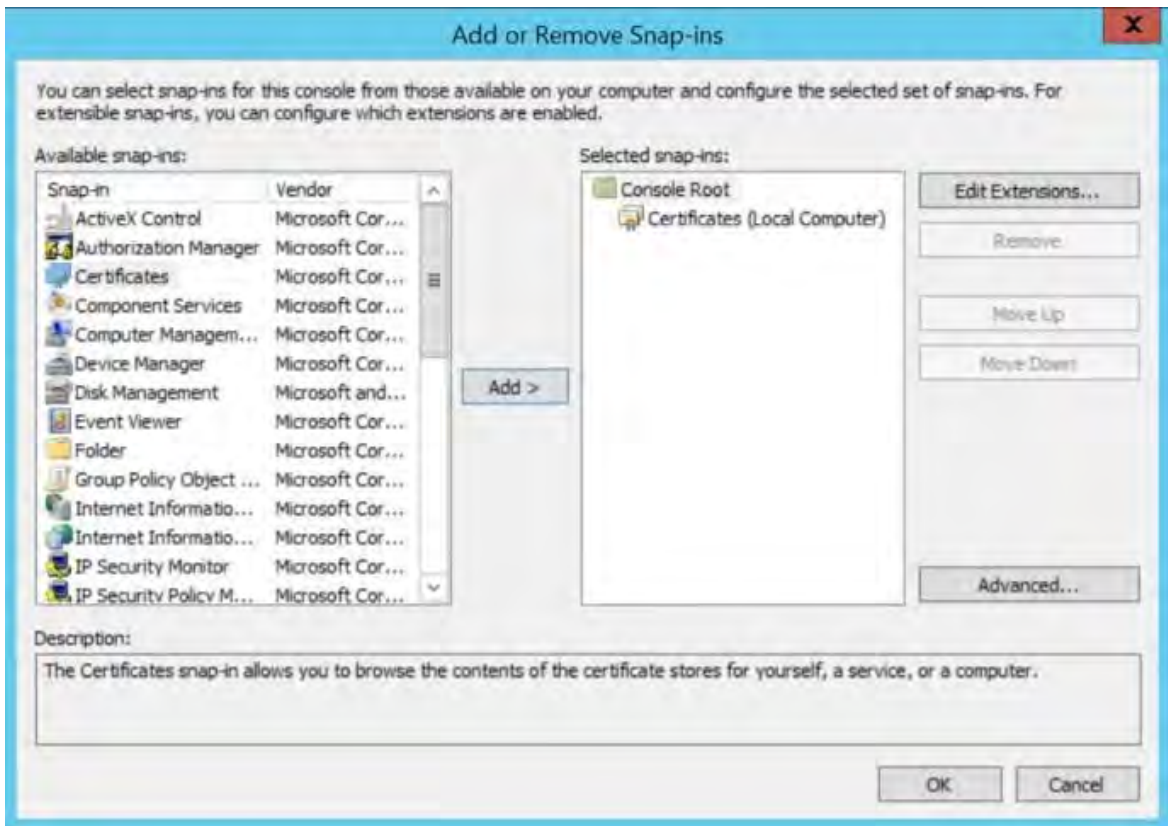 Add or Remove Snap-ins
X
You can select snap-ins for this console from those available on your computer and configure the selected set of snap-ins. For
extensible snap-ins, you can configure which extensions are enabled.
Available snap-ins:
Snap-in Vendor
ActiveX Control Microsoft Cor...
Authorization Manager Microsoft Cor...
Certificates Microsoft Cor...
Component Services Microsoft Cor...
Computer Managem... Microsoft Cor...
Device Manager Microsoft Cor...
Disk Management Microsoft and...
Event Viewer Microsoft Cor...
Folder Microsoft Cor...
Group Policy Object ... Microsoft Cor...
Internet Informatio... Microsoft Cor...
Internet Informatio... Microsoft Cor...
IP Security Monitor Microsoft Cor...
IP Security Policy M... Microsoft Cor...
Add >
Selected snap-ins:
Console Root
Certificates (Local Computer)
Edit Extensions...
Remove
Move Up
Move Down
Advanced...
Description:
The Certificates snap-in allows you to browse the contents of the certificate stores for yourself, a service, or a computer.
OK Cancel